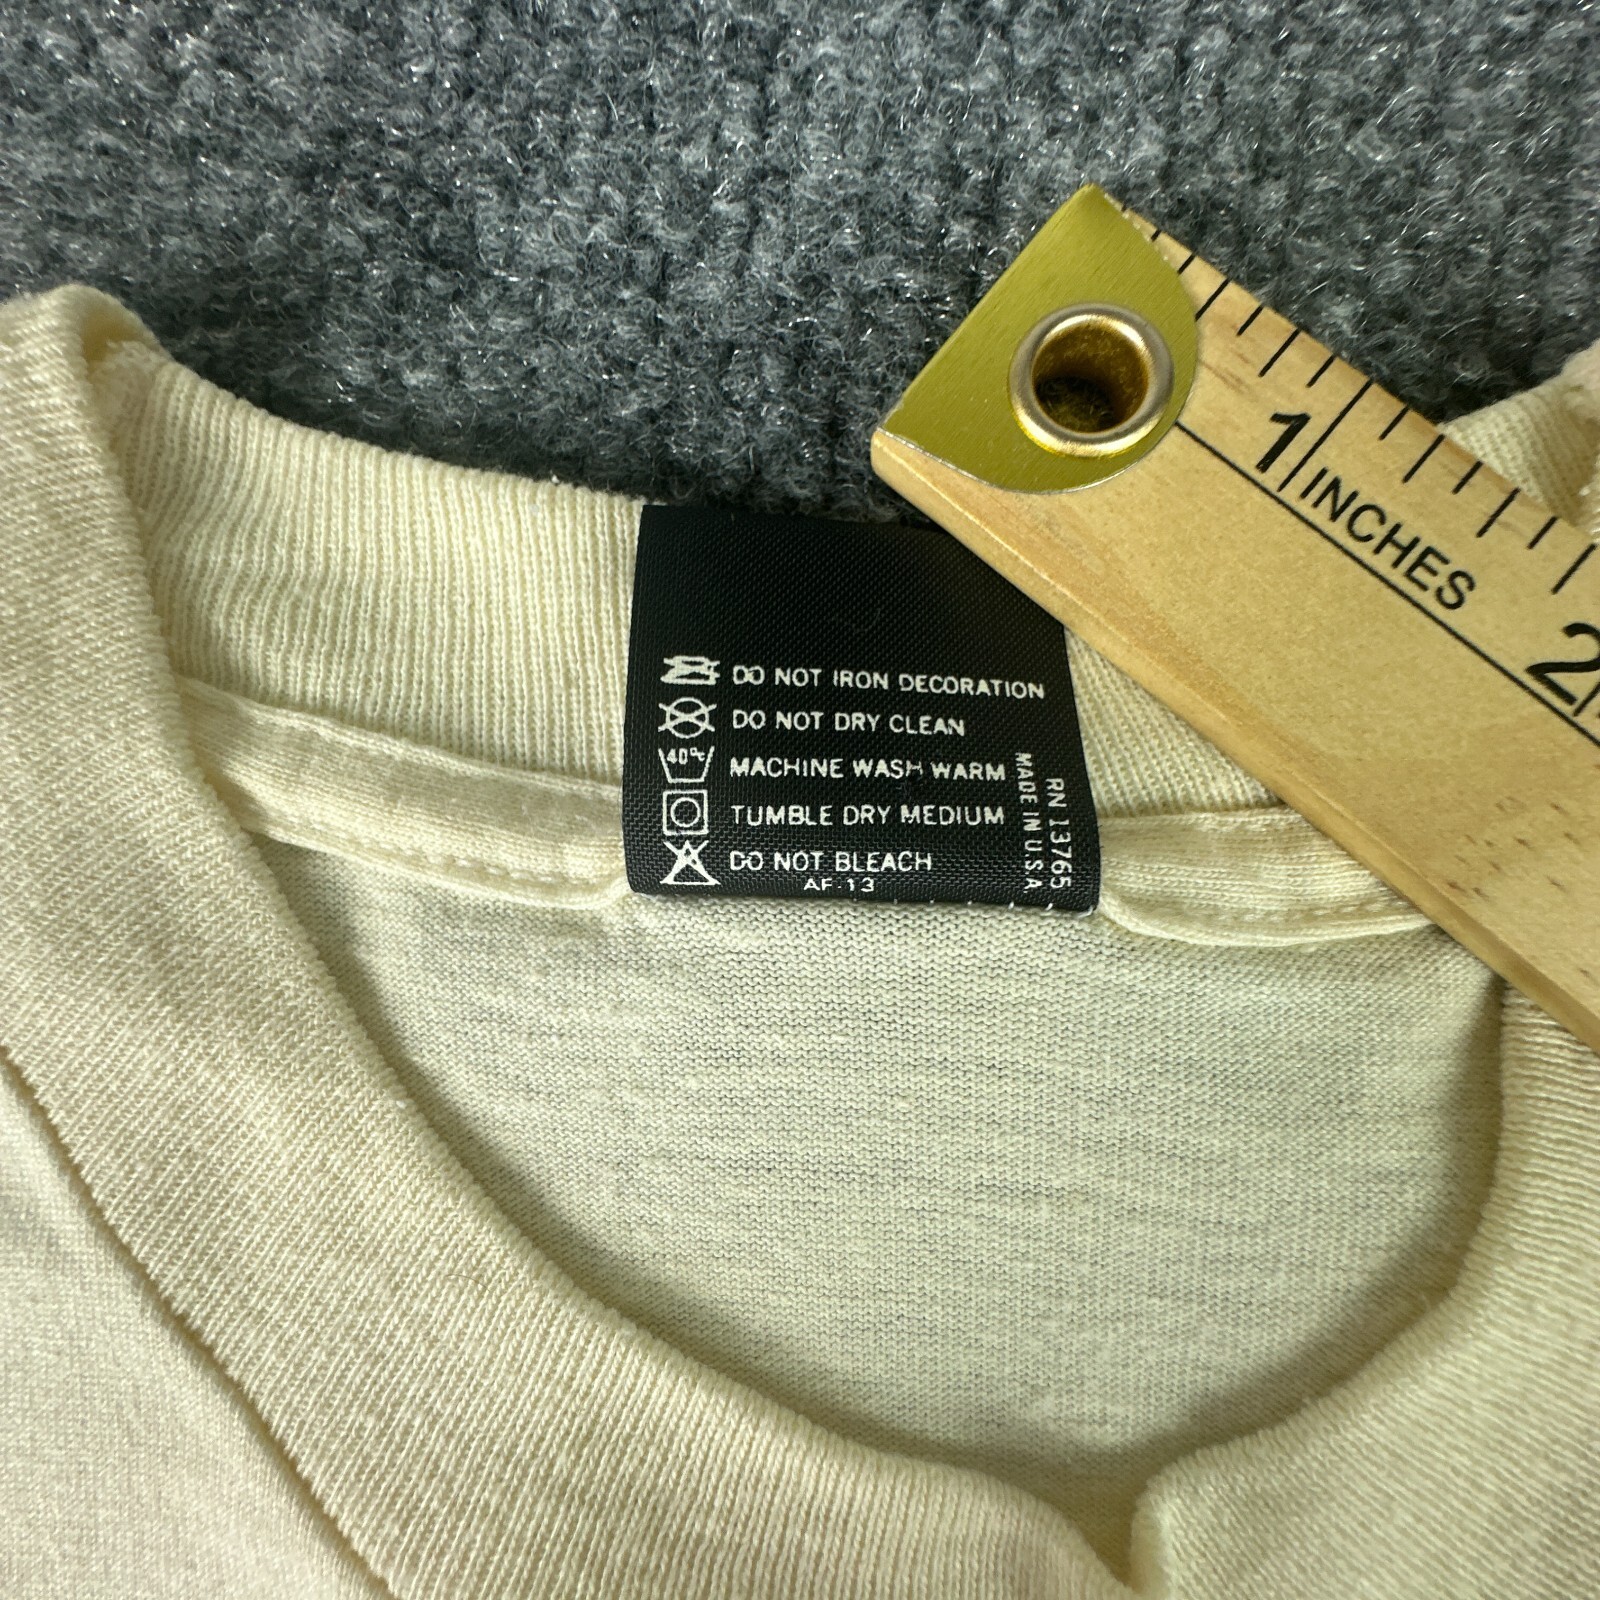 DO NOT IRON DECORATION
DO NOT DRY CLEAN
40°c MACHINE WASH WARM
TUMBLE DRY MEDIUM
DO NOT BLEACH
AF-13
RN 13765
MADE IN U.S.A
1
INCHES
2